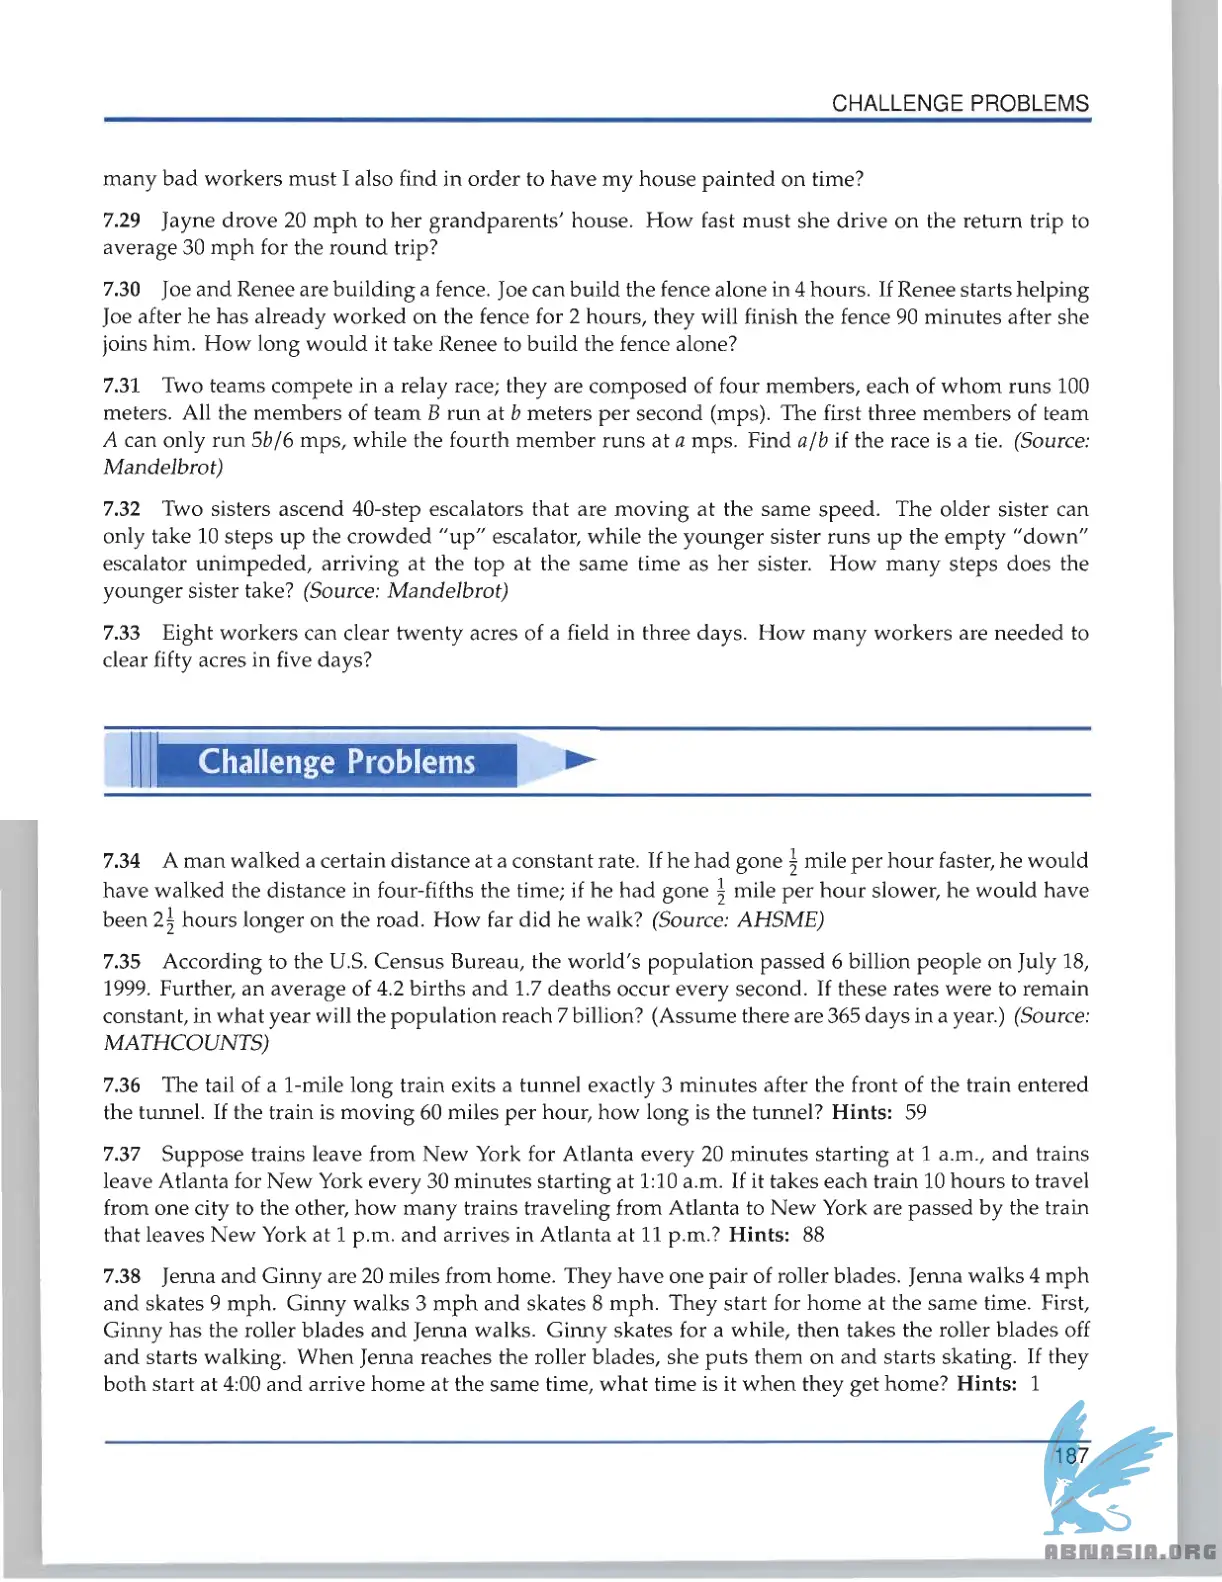 CHALLENGE PROBLEMS
many bad workers must I also find in order to have my house painted on time?
7.29 Jayne drove 20 mph to her grandparents' house. How fast must she drive on the return trip to
average 30 mph for the round trip?
7.30 Joe and Renee are building a fence. Joe can build the fence alone in 4 hours. If Renee starts helping
Joe after he has already worked on the fence for 2 hours, they will finish the fence 90 minutes after she
joins him. How long would it take Renee to build the fence alone?
7.31 Two teams compete in a relay race; they are composed of four members, each of whom runs 100
meters. All the members of team B run at b meters per second (mps). The first three members of team
A can only run 5b/6 mps, while the fourth member runs at a mps. Find a/b if the race is a tie. (Source:
Mandelbrot)
7.32 Two sisters ascend 40-step escalators that are moving at the same speed. The older sister can
only take 10 steps up the crowded "up" escalator, while the younger sister runs up the empty "down"
escalator unimpeded, arriving at the top at the same time as her sister. How many steps does the
younger sister take? (Source: Mandelbrot)
7.33 Eight workers can clear twenty acres of a field in three days. How many workers are needed to
clear fifty acres in five days?
Challenge Problems
7.34 A man walked a certain distance at a constant rate. If he had gone 1/2 mile per hour faster, he would
have walked the distance in four-fifths the time; if he had gone 1/2 mile per hour slower, he would have
been 2 1/2 hours longer on the road. How far did he walk? (Source: AHSME)
7.35 According to the U.S. Census Bureau, the world's population passed 6 billion people on July 18,
1999. Further, an average of 4.2 births and 1.7 deaths occur every second. If these rates were to remain
constant, in what year will the population reach 7 billion? (Assume there are 365 days in a year.) (Source:
MATHCOUNTS)
7.36 The tail of a 1-mile long train exits a tunnel exactly 3 minutes after the front of the train entered
the tunnel. If the train is moving 60 miles per hour, how long is the tunnel? Hints: 59
7.37 Suppose trains leave from New York for Atlanta every 20 minutes starting at 1 a.m., and trains
leave Atlanta for New York every 30 minutes starting at 1:10 a.m. If it takes each train 10 hours to travel
from one city to the other, how many trains traveling from Atlanta to New York are passed by the train
that leaves New York at 1 p.m. and arrives in Atlanta at 11 p.m.? Hints: 88
7.38 Jenna and Ginny are 20 miles from home. They have one pair of roller blades. Jenna walks 4 mph
and skates 9 mph. Ginny walks 3 mph and skates 8 mph. They start for home at the same time. First,
Ginny has the roller blades and Jenna walks. Ginny skates for a while, then takes the roller blades off
and starts walking. When Jenna reaches the roller blades, she puts them on and starts skating. If they
both start at 4:00 and arrive home at the same time, what time is it when they get home? Hints: 1
187
ABNASIA.ORG